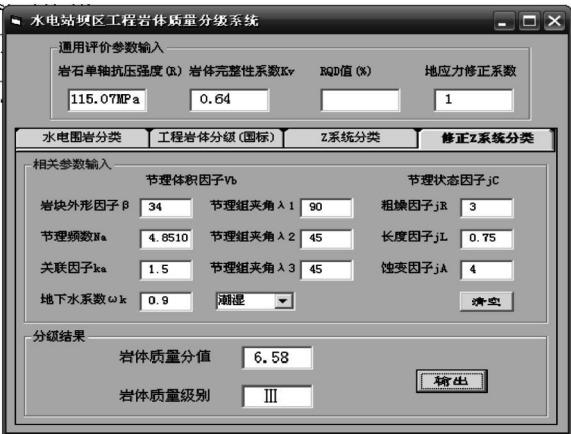 水电站坝区工程岩体质量分级系统
通用评价参数输入
岩石单轴抗压强度(R) 岩体完整性系数Kv RQD值(%) 地应力修正系数
115.07MPa 0.64 1
水电围岩分类 工程岩体分级(国标) Z系统分类 修正Z系统分类
相关参数输入
节理体积因子Vb 节理状态因子jC
岩块外形因子β 34 节理组夹角λ1 90 粗燥因子jR 3
节理频数Na 4.8510 节理组夹角λ2 45 长度因子jL 0.75
关联因子ka 1.5 节理组夹角λ3 45 蚀变因子jA 4
地下水系数ωk 0.9 潮湿 清空
分级结果
岩体质量分值 6.58
输出
岩体质量级别 Ⅲ